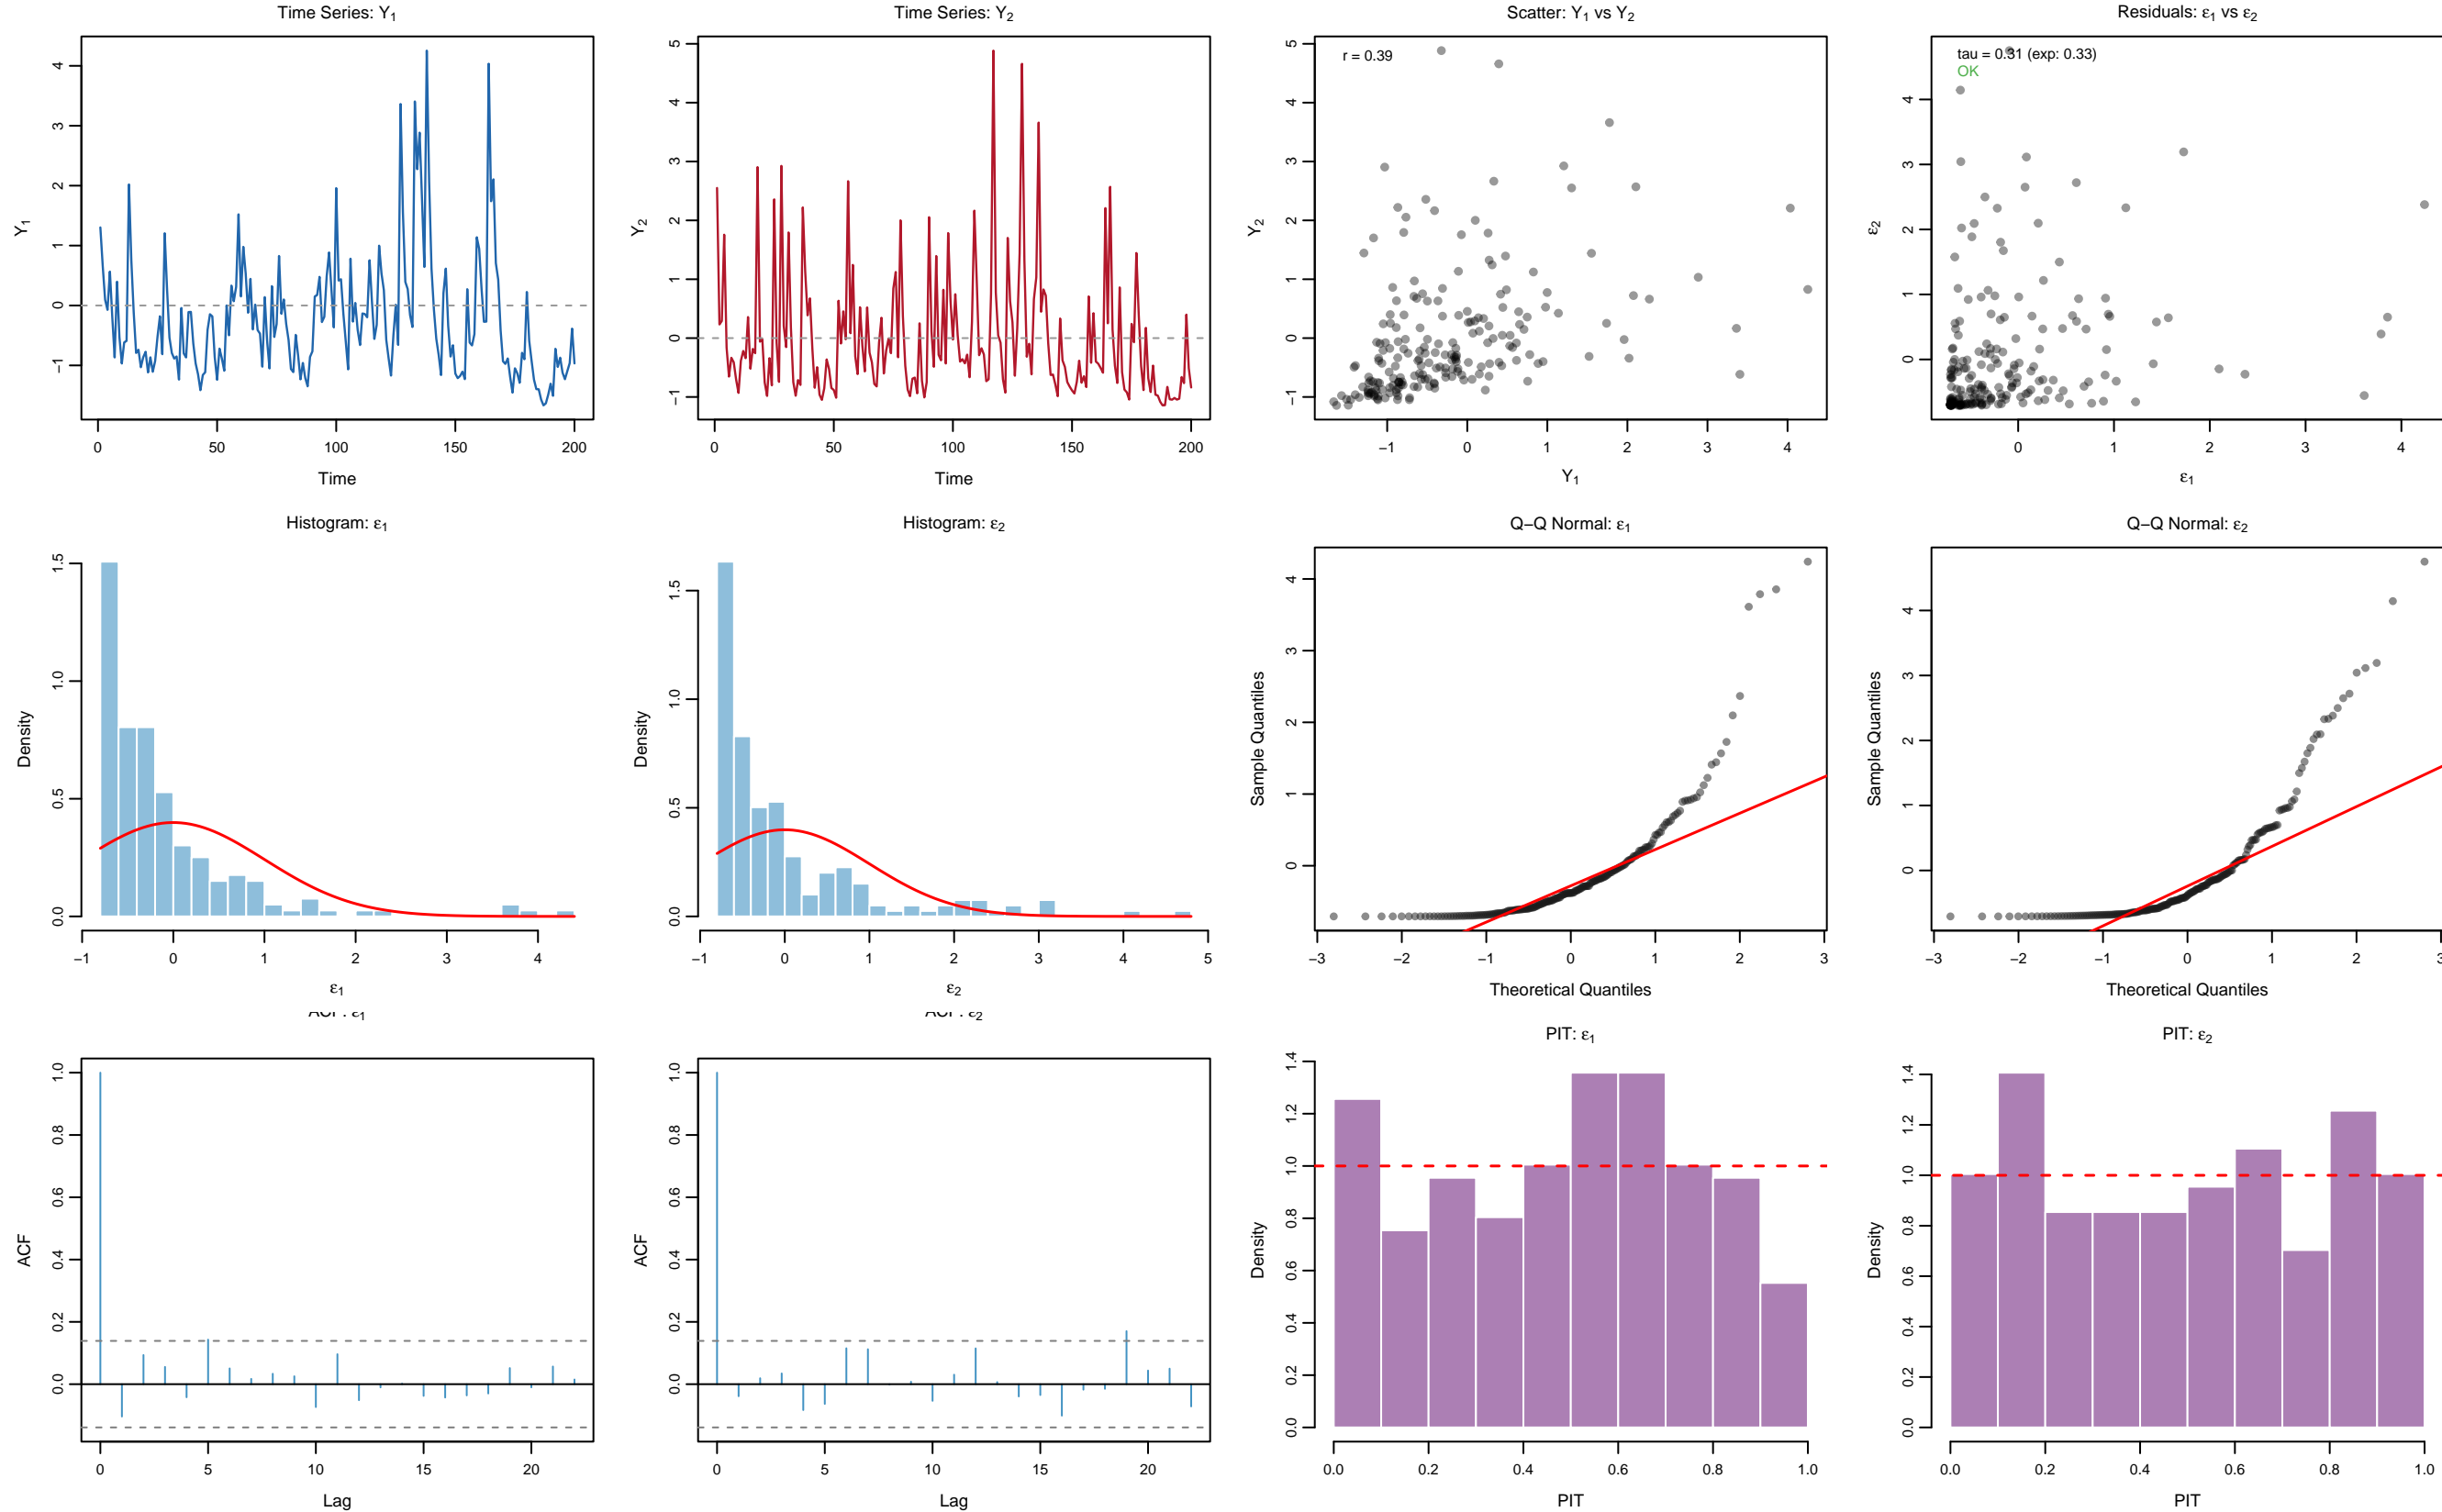 Time Series: Y1
Y1
4
3
2
1
0
−1
0 50 100 150 200
Time
Time Series: Y2
Y2
5
4
3
2
1
0
−1
0 50 100 150 200
Time
Scatter: Y1 vs Y2
r = 0.39
Y2
5
4
3
2
1
0
−1
−1 0 1 2 3 4
Y1
Residuals: ε1 vs ε2
tau = 0.31 (exp: 0.33)
OK
ε2
4
3
2
1
0
0 1 2 3 4
ε1
Histogram: ε1
Density
1.5
1.0
0.5
0.0
−1 0 1 2 3 4
ε1
Histogram: ε2
Density
1.5
1.0
0.5
0.0
−1 0 1 2 3 4 5
ε2
Q−Q Normal: ε1
Sample Quantiles
4
3
2
1
0
−3 −2 −1 0 1 2 3
Theoretical Quantiles
Q−Q Normal: ε2
Sample Quantiles
4
3
2
1
0
−3 −2 −1 0 1 2 3
Theoretical Quantiles
ACF: ε1
ACF
1.0
0.8
0.6
0.4
0.2
0.0
0 5 10 15 20
Lag
ACF: ε2
ACF
1.0
0.8
0.6
0.4
0.2
0.0
0 5 10 15 20
Lag
PIT: ε1
Density
1.4
1.2
1.0
0.8
0.6
0.4
0.2
0.0
0.0 0.2 0.4 0.6 0.8 1.0
PIT
PIT: ε2
Density
1.4
1.2
1.0
0.8
0.6
0.4
0.2
0.0
0.0 0.2 0.4 0.6 0.8 1.0
PIT